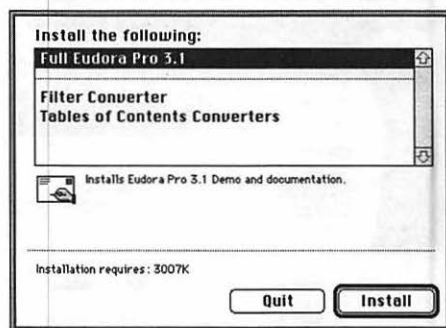 Install the following:
Full Eudora Pro 3.1
Filter Converter
Tables of Contents Converters
Installs Eudora Pro 3.1 Demo and documentation.
Installation requires: 3007K
Quit
Install